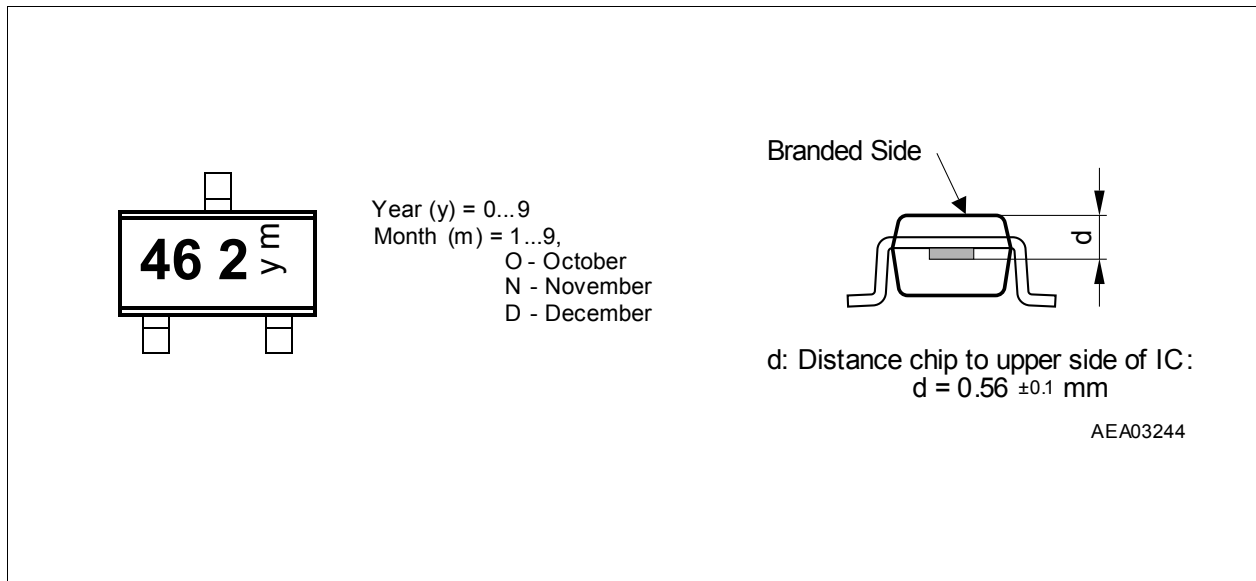 46 2 y m
Year (y) = 0...9
Month (m) = 1...9,
O - October
N - November
D - December
Branded Side
d
d: Distance chip to upper side of IC:
d = 0.56 ±0.1 mm
AEA03244